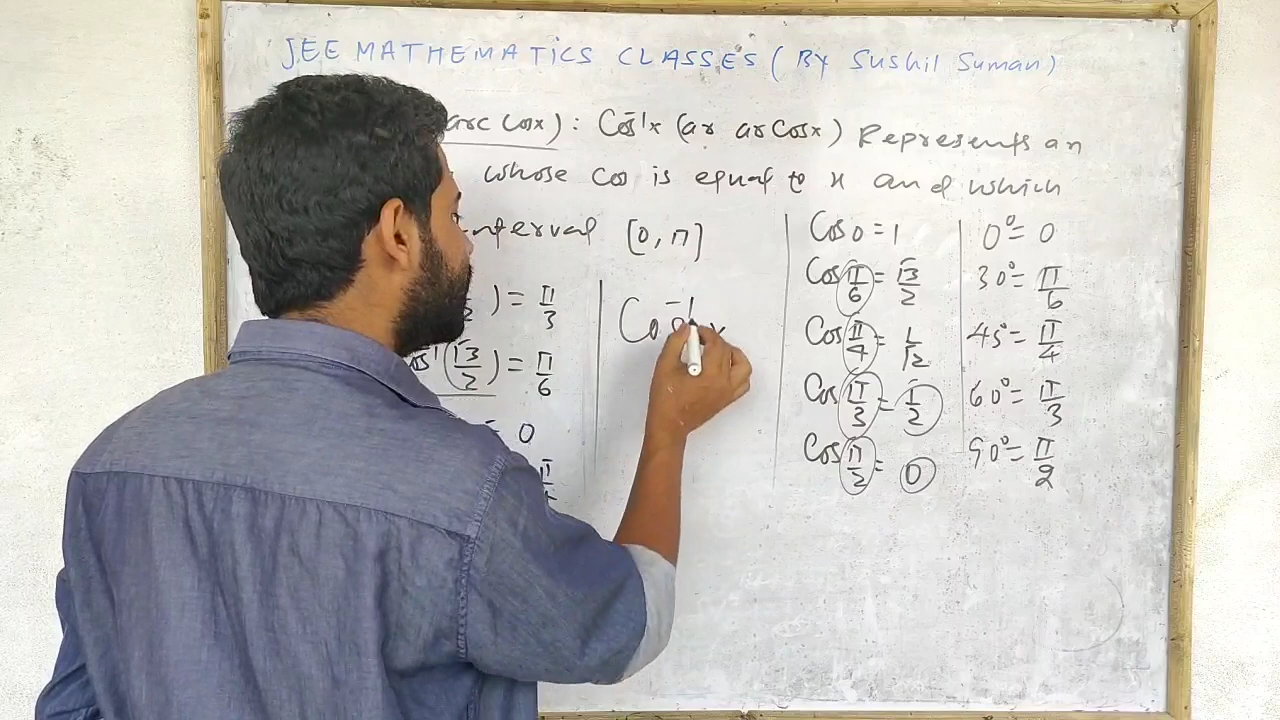 JEE MATHEMATICS CLASSES ( BY Sushil Suman)
arc Cosx) : Cos⁻¹x (ar arCosx) Represents an
whose Cos is equal to x and which
interval [0, π]
) = π/3
cos⁻¹(√3/2) = π/6
= 0
Cos⁻¹ x
Cos 0 = 1
Cos π/6 = √3/2
Cos π/4 = 1/√2
Cos π/3 = 1/2
Cos π/2 = 0
0° = 0
30° = π/6
45° = π/4
60° = π/3
90° = π/2